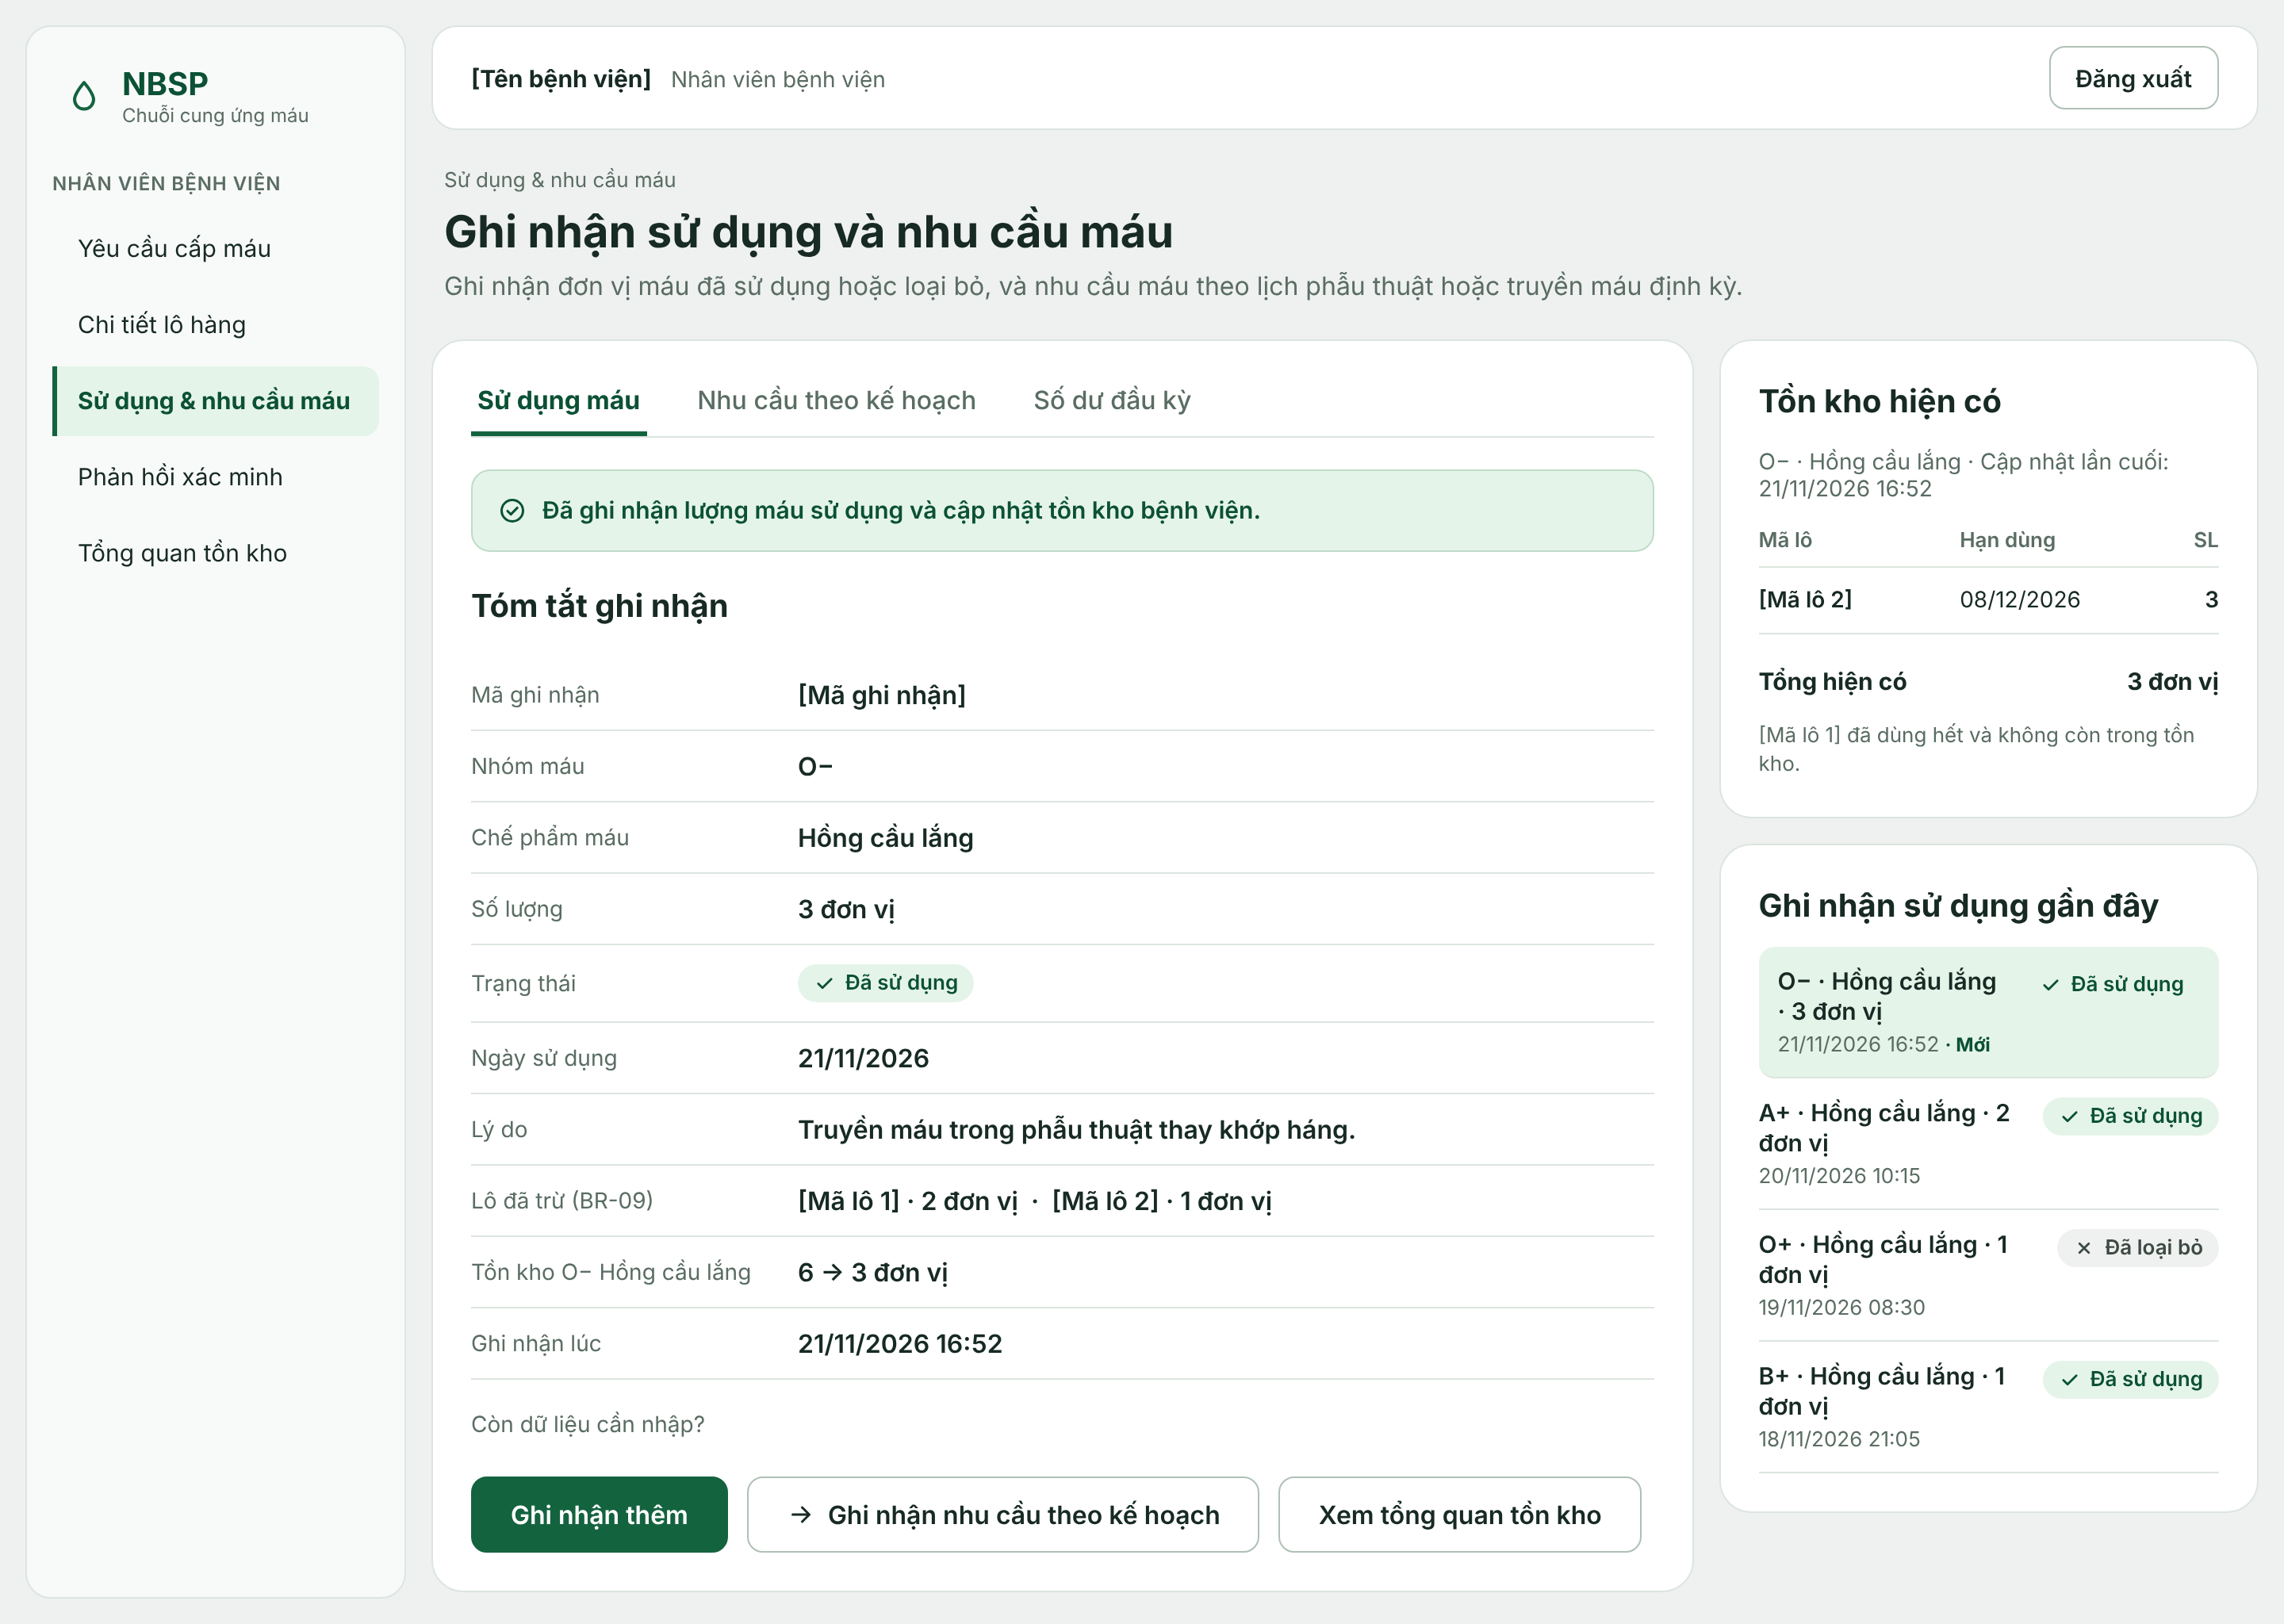 NBSP
Chuỗi cung ứng máu
NHÂN VIÊN BỆNH VIỆN
Yêu cầu cấp máu
Chi tiết lô hàng
Sử dụng & nhu cầu máu
Phản hồi xác minh
Tổng quan tồn kho
[Tên bệnh viện] Nhân viên bệnh viện
Đăng xuất
Sử dụng & nhu cầu máu
Ghi nhận sử dụng và nhu cầu máu
Ghi nhận đơn vị máu đã sử dụng hoặc loại bỏ, và nhu cầu máu theo lịch phẫu thuật hoặc truyền máu định kỳ.
Sử dụng máu Nhu cầu theo kế hoạch Số dư đầu kỳ
Đã ghi nhận lượng máu sử dụng và cập nhật tồn kho bệnh viện.
Tóm tắt ghi nhận
Mã ghi nhận [Mã ghi nhận]
Nhóm máu O−
Chế phẩm máu Hồng cầu lắng
Số lượng 3 đơn vị
Trạng thái ✓ Đã sử dụng
Ngày sử dụng 21/11/2026
Lý do Truyền máu trong phẫu thuật thay khớp háng.
Lô đã trừ (BR-09) [Mã lô 1] · 2 đơn vị · [Mã lô 2] · 1 đơn vị
Tồn kho O− Hồng cầu lắng 6 → 3 đơn vị
Ghi nhận lúc 21/11/2026 16:52
Còn dữ liệu cần nhập?
Ghi nhận thêm
→ Ghi nhận nhu cầu theo kế hoạch
Xem tổng quan tồn kho
Tồn kho hiện có
O− · Hồng cầu lắng · Cập nhật lần cuối:
21/11/2026 16:52
Mã lô Hạn dùng SL
[Mã lô 2] 08/12/2026 3
Tổng hiện có 3 đơn vị
[Mã lô 1] đã dùng hết và không còn trong tồn
kho.
Ghi nhận sử dụng gần đây
O− · Hồng cầu lắng ✓ Đã sử dụng
· 3 đơn vị
21/11/2026 16:52 · Mới
A+ · Hồng cầu lắng · 2 ✓ Đã sử dụng
đơn vị
20/11/2026 10:15
O+ · Hồng cầu lắng · 1 × Đã loại bỏ
đơn vị
19/11/2026 08:30
B+ · Hồng cầu lắng · 1 ✓ Đã sử dụng
đơn vị
18/11/2026 21:05